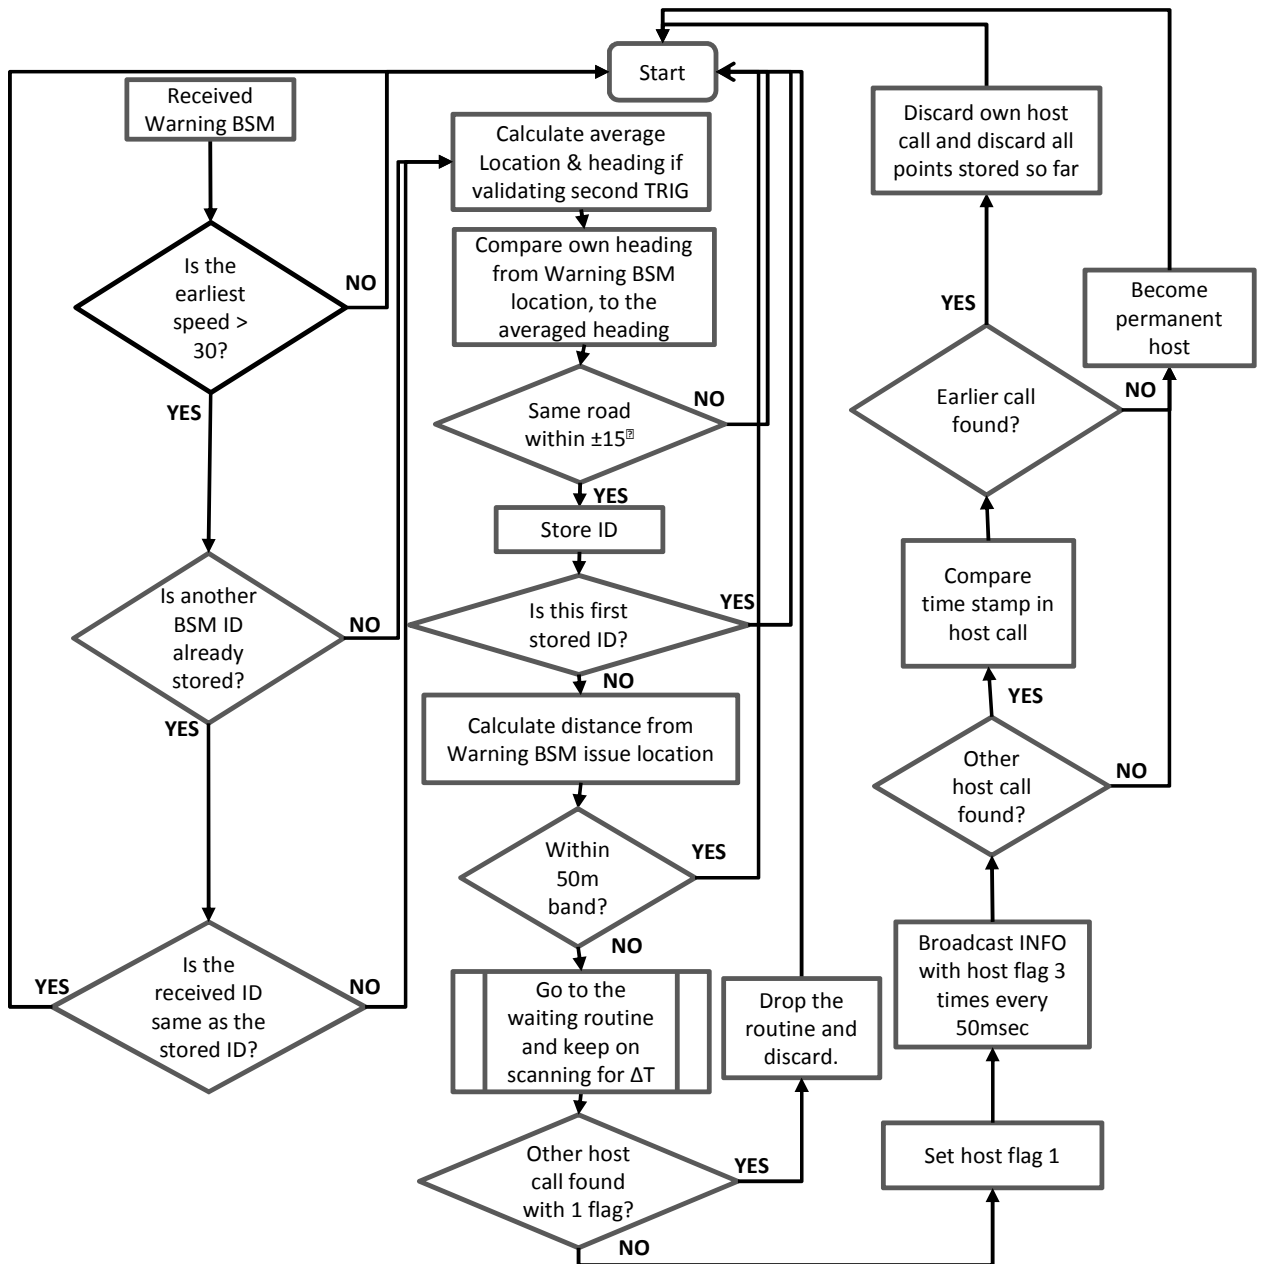 Start
Received
Warning BSM
Is the
earliest
speed >
30?
NO
YES
Is another
BSM ID
already
stored?
NO
YES
Is the
received ID
same as the
stored ID?
YES
NO
Calculate average
Location & heading if
validating second TRIG
Compare own heading
from Warning BSM
location, to the
averaged heading
Same road
within ±15
NO
YES
Store ID
Is this first
stored ID?
YES
NO
Calculate distance from
Warning BSM issue location
Within
50m
band?
YES
NO
Go to the
waiting routine
and keep on
scanning for ΔT
Other host
call found
with 1 flag?
YES
NO
Drop the
routine and
discard.
Set host flag 1
Broadcast INFO
with host flag 3
times every
50msec
Other
host call
found?
NO
YES
Compare
time stamp in
host call
Earlier call
found?
NO
YES
Become
permanent
host
Discard own host
call and discard all
points stored so far